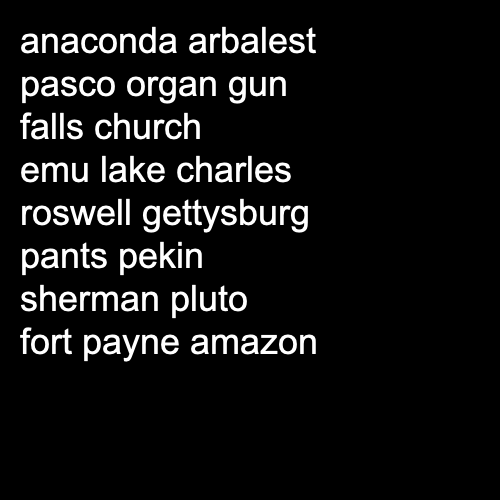 anaconda arbalest
pasco organ gun
falls church
emu lake charles
roswell gettysburg
pants pekin
sherman pluto
fort payne amazon